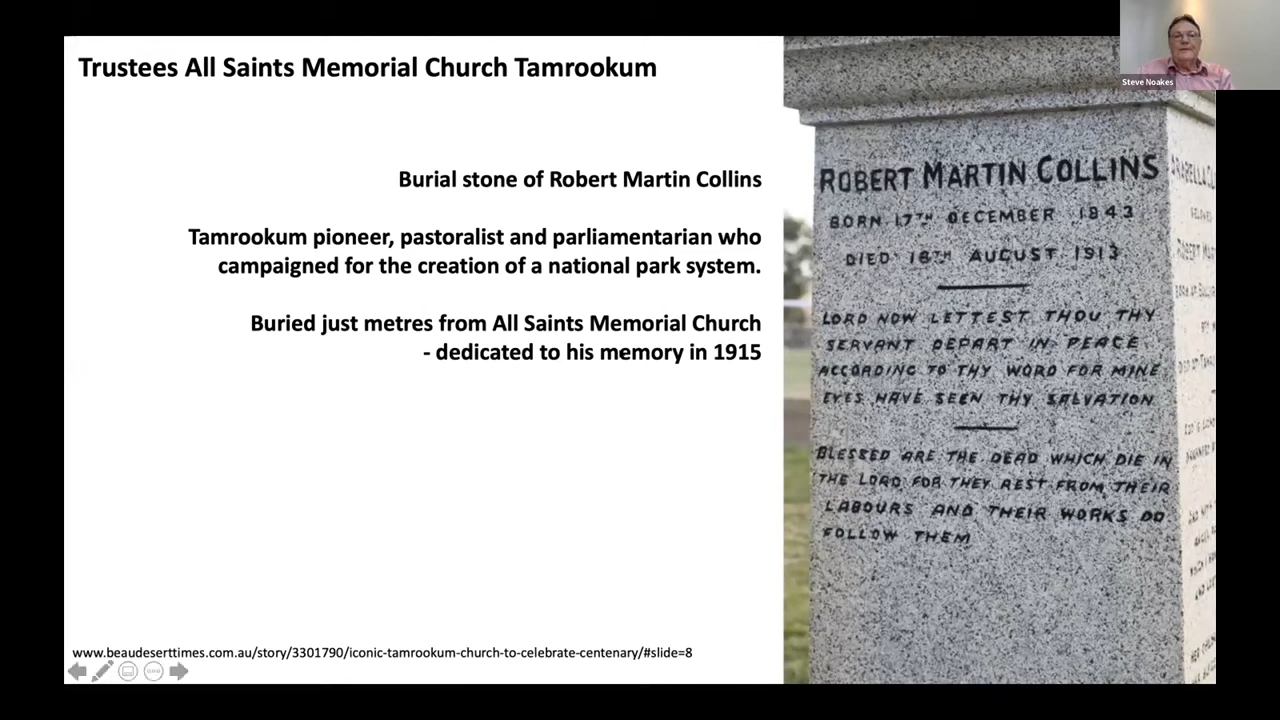 Trustees All Saints Memorial Church Tamrookum
Steve Noakes
Burial stone of Robert Martin Collins
Tamrookum pioneer, pastoralist and parliamentarian who
campaigned for the creation of a national park system.
Buried just metres from All Saints Memorial Church
- dedicated to his memory in 1915
www.beaudeserttimes.com.au/story/3301790/iconic-tamrookum-church-to-celebrate-centenary/#slide=8
ROBERT MARTIN COLLINS
BORN 17TH DECEMBER 1843
DIED 18TH AUGUST 1913
LORD NOW LETTEST THOU THY
SERVANT DEPART IN PEACE
ACCORDING TO THY WORD FOR MINE
EYES HAVE SEEN THY SALVATION
BLESSED ARE THE DEAD WHICH DIE IN
THE LORD FOR THEY REST FROM THEIR
LABOURS AND THEIR WORKS DO
FOLLOW THEM